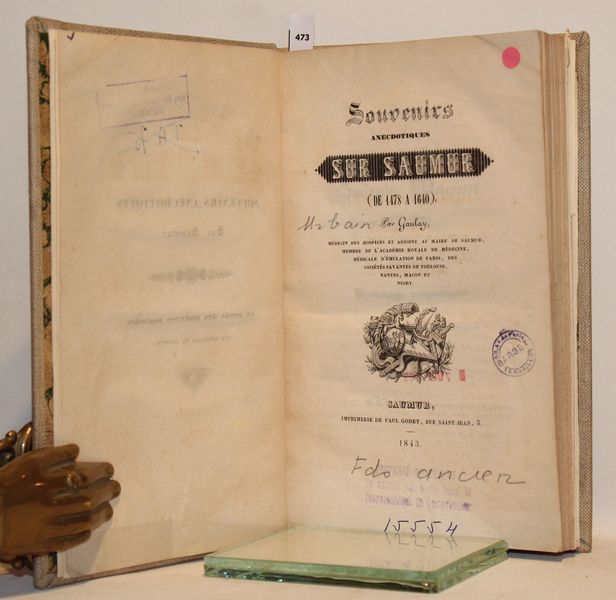 473
Souvenirs
ANECDOTIQUES
SUR SAUMUR
(DE 1478 A 1640),
Urbain Par Gaulay,
MÉDECIN DES HOSPICES ET ADJOINT AU MAIRE DE SAUMUR,
MEMBRE DE L'ACADÉMIE ROYALE DE MÉDECINE,
MÉDICALE D'ÉMULATION DE PARIS, DES
SOCIÉTÉS SAVANTES DE TOULOUSE,
NANTES, MACON ET
NIORT.
BARBET
VERSAILLES
SAUMUR,
IMPRIMERIE DE PAUL GODET, RUE SAINT-JEAN, 3
1843.
Fds ancien
15554